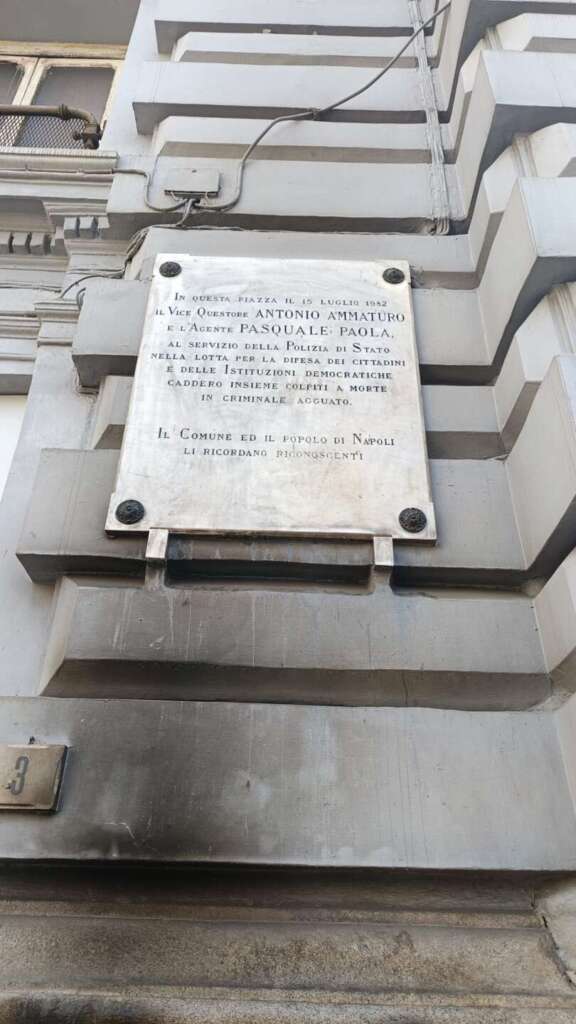 In questa piazza il 15 luglio 1982
il Vice Questore ANTONIO AMMATURO
e l'Agente PASQUALE PAOLA,
al servizio della Polizia di Stato
nella lotta per la difesa dei cittadini
e delle Istituzioni democratiche
caddero insieme colpiti a morte
in criminale agguato.
Il Comune ed il popolo di Napoli
li ricordano riconoscenti
3